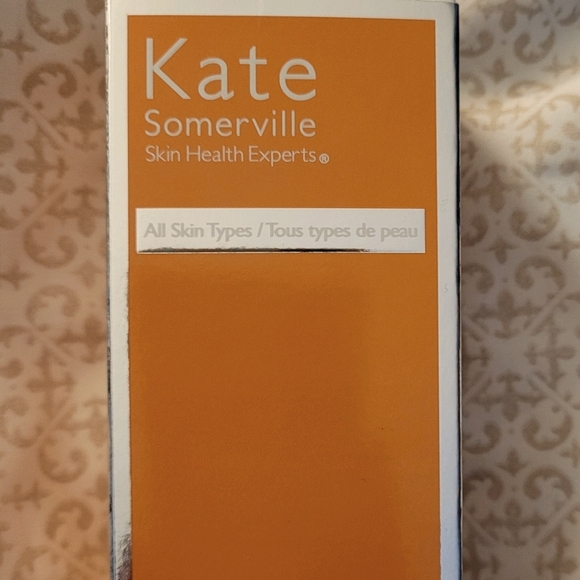 Kate
Somerville
Skin Health Experts®
All Skin Types / Tous types de peau